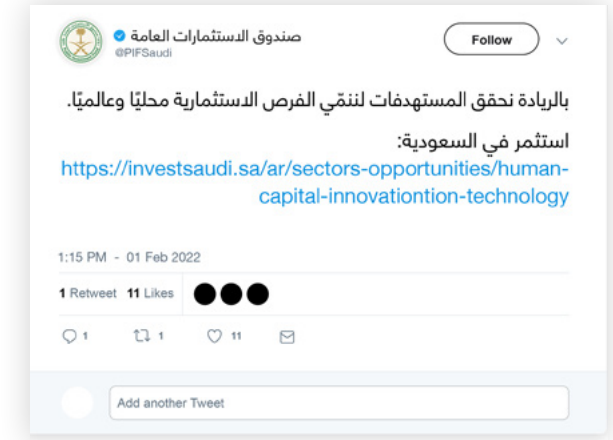 صندوق الاستثمارات العامة
@PIFSaudi
Follow
بالريادة نحقق المستهدفات لننمّي الفرص الاستثمارية محليًا وعالميًا.
استثمر في السعودية:
https://investsaudi.sa/ar/sectors-opportunities/human-
capital-innovationtion-technology
1:15 PM - 01 Feb 2022
1 Retweet 11 Likes
1 1 11
Add another Tweet